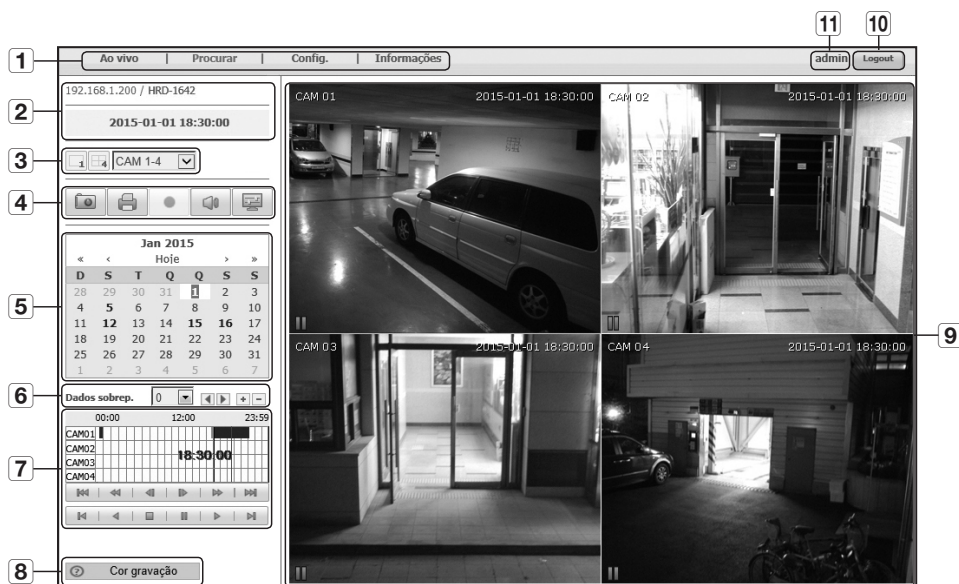 11 10
1 Ao vivo | Procurar | Config. | Informações admin Logout
192.168.1.200 / HRD-1642
2 2015-01-01 18:30:00
3 1 4 CAM 1-4
4
5 Jan 2015
« ‹ Hoje › »
D S T Q Q S S
28 29 30 31 1 2 3
4 5 6 7 8 9 10
11 12 13 14 15 16 17
18 19 20 21 22 23 24
25 26 27 28 29 30 31
1 2 3 4 5 6 7
6 Dados sobrep. 0 + -
7 00:00 12:00 23:59
CAM01
CAM02
18:30:00
CAM03
CAM04
8 ? Cor gravação
CAM 01 2015-01-01 18:30:00
CAM 02 2015-01-01 18:30:00
9
CAM 03 2015-01-01 18:30:00
CAM 04 2015-01-01 18:30:00